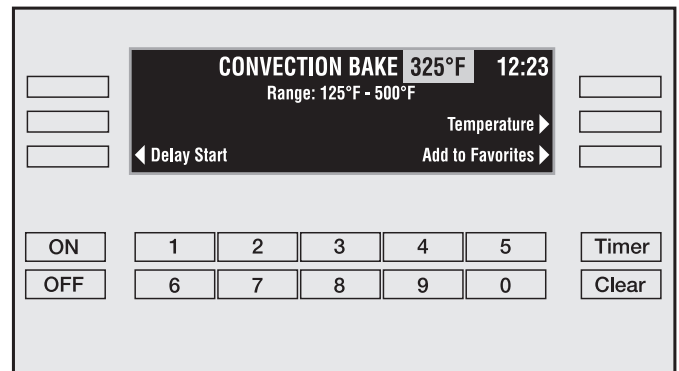 CONVECTION BAKE 325°F 12:23
Range: 125°F - 500°F
Temperature
Delay Start Add to Favorites
ON 1 2 3 4 5 Timer
OFF 6 7 8 9 0 Clear